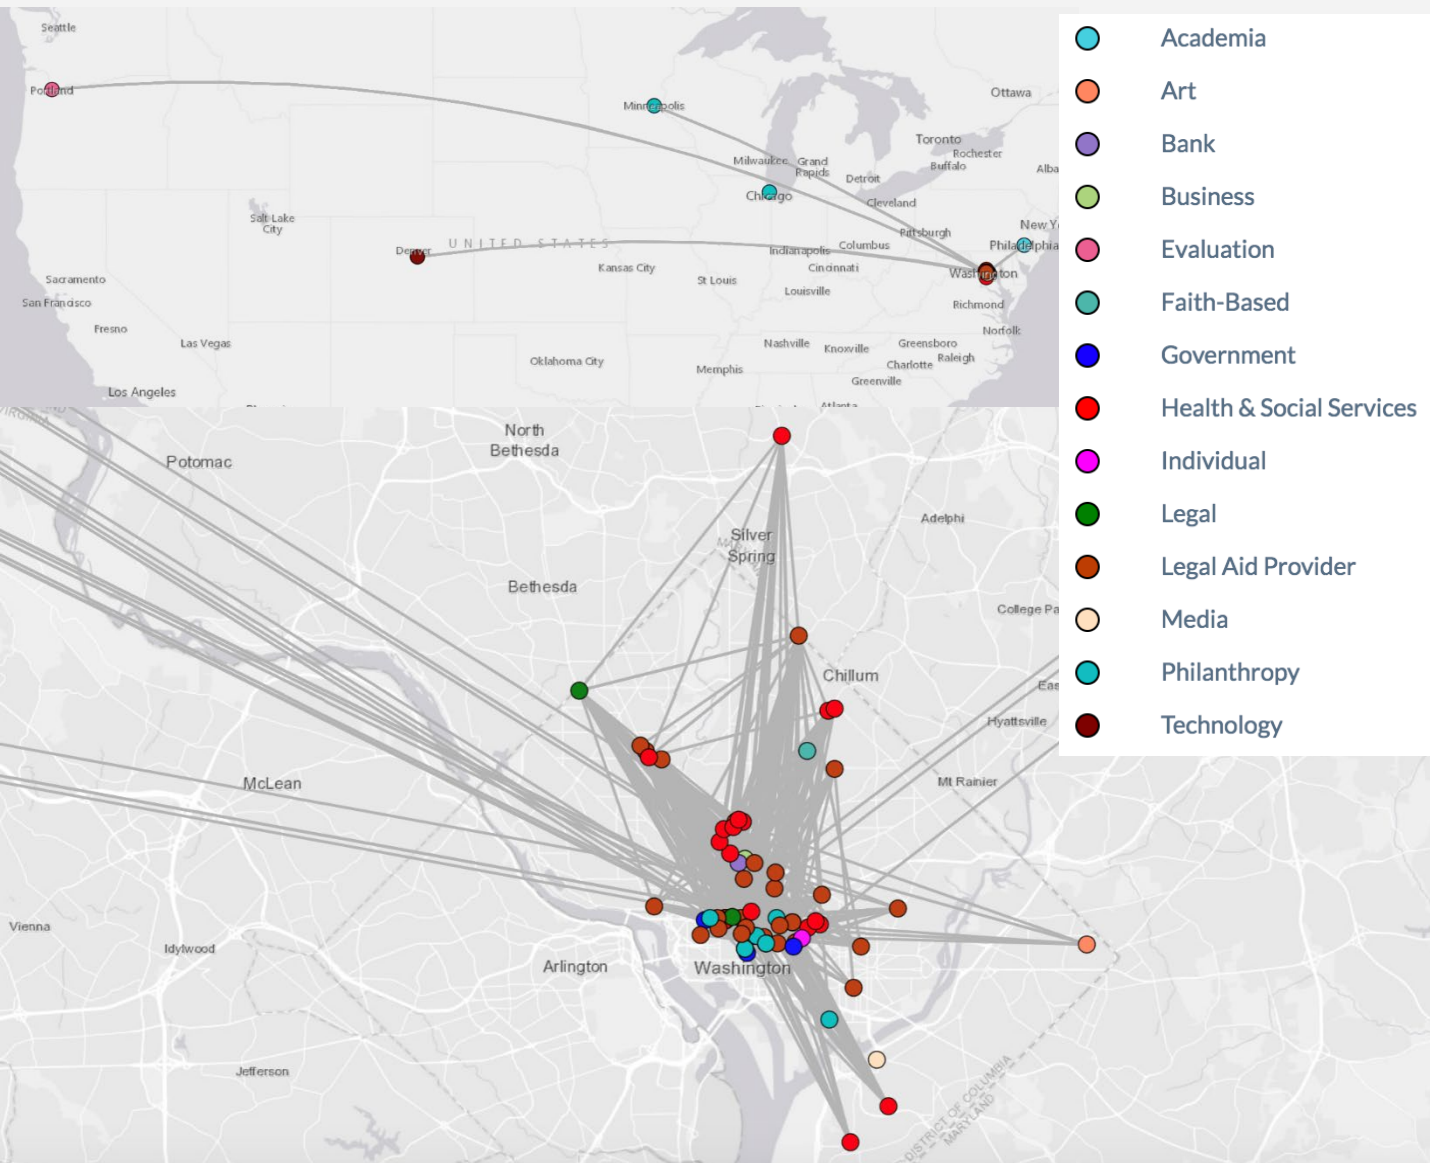 Seattle
Portland
Minneapolis
Ottawa
Toronto
Rochester
Buffalo
Milwaukee
Grand
Rapids
Detroit
Alba
Chicago
Cleveland
Salt Lake
City
New Y
Pittsburgh
Philadelphia
Denver
UNITED STATES
Indianapolis
Columbus
Kansas City
Cincinnati
Washington
Sacramento
St Louis
Louisville
San Francisco
Richmond
Fresno
Norfolk
Las Vegas
Nashville
Knoxville
Greensboro
Raleigh
Oklahoma City
Memphis
Charlotte
Greenville
Los Angeles
Atlanta
Academia
Art
Bank
Business
Evaluation
Faith-Based
Government
Health & Social Services
Individual
Legal
Legal Aid Provider
Media
Philanthropy
Technology
VIRGINIA
North
Bethesda
Potomac
Adelphi
Silver
Spring
Bethesda
College Pa
Chillum
Eas
Hyattsville
McLean
Mt Rainier
Vienna
Idylwood
Arlington
Washington
Jefferson
DISTRICT OF COLUMBIA
MARYLAND